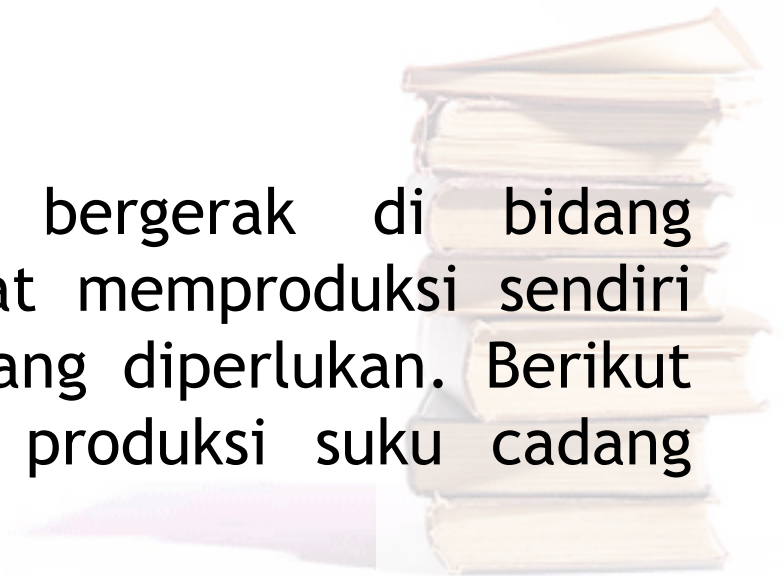 bergerak di bidang
at memproduksi sendiri
ang diperlukan. Berikut
produksi suku cadang